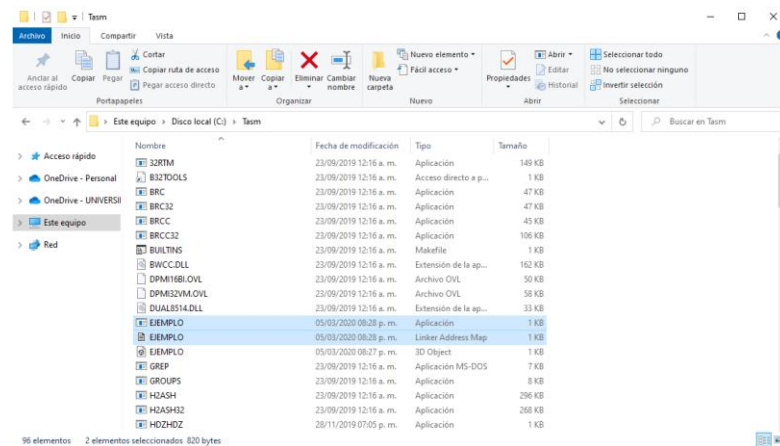 Tasm
Archivo Inicio Compartir Vista
Anclar al acceso rápido
Copiar
Pegar
Cortar
Copiar ruta de acceso
Pegar acceso directo
Mover a
Copiar a
Eliminar
Cambiar nombre
Nueva carpeta
Nuevo elemento
Fácil acceso
Propiedades
Abrir
Editar
Historial
Seleccionar todo
No seleccionar ninguno
Invertir selección
Portapapeles Organizar Nuevo Abrir Seleccionar
Este equipo > Disco local (C:) > Tasm
Buscar en Tasm
Acceso rápido
OneDrive - Personal
OneDrive - UNIVERSI
Este equipo
Red
Nombre Fecha de modificación Tipo Tamaño
32RTM 23/09/2019 12:16 a. m. Aplicación 149 KB
B32TOOLS 23/09/2019 12:16 a. m. Acceso directo a p... 1 KB
BRC 23/09/2019 12:16 a. m. Aplicación 47 KB
BRC32 23/09/2019 12:16 a. m. Aplicación 47 KB
BRCC 23/09/2019 12:16 a. m. Aplicación 45 KB
BRCC32 23/09/2019 12:16 a. m. Aplicación 106 KB
BUILTINS 23/09/2019 12:16 a. m. Makefile 1 KB
BWCC.DLL 23/09/2019 12:16 a. m. Extensión de la ap... 162 KB
DPMI16BI.OVL 23/09/2019 12:16 a. m. Archivo OVL 50 KB
DPMI32VM.OVL 23/09/2019 12:16 a. m. Archivo OVL 58 KB
DUAL8514.DLL 23/09/2019 12:16 a. m. Extensión de la ap... 33 KB
EJEMPLO 05/03/2020 08:28 p. m. Aplicación 1 KB
EJEMPLO 05/03/2020 08:28 p. m. Linker Address Map 1 KB
EJEMPLO 05/03/2020 08:27 p. m. 3D Object 1 KB
GREP 23/09/2019 12:16 a. m. Aplicación MS-DOS 7 KB
GROUPS 23/09/2019 12:16 a. m. Aplicación 8 KB
H2ASH 23/09/2019 12:16 a. m. Aplicación 296 KB
H2ASH32 23/09/2019 12:16 a. m. Aplicación 268 KB
HDZHDZ 28/11/2019 07:05 p. m. Aplicación 1 KB
96 elementos 2 elementos seleccionados 820 bytes